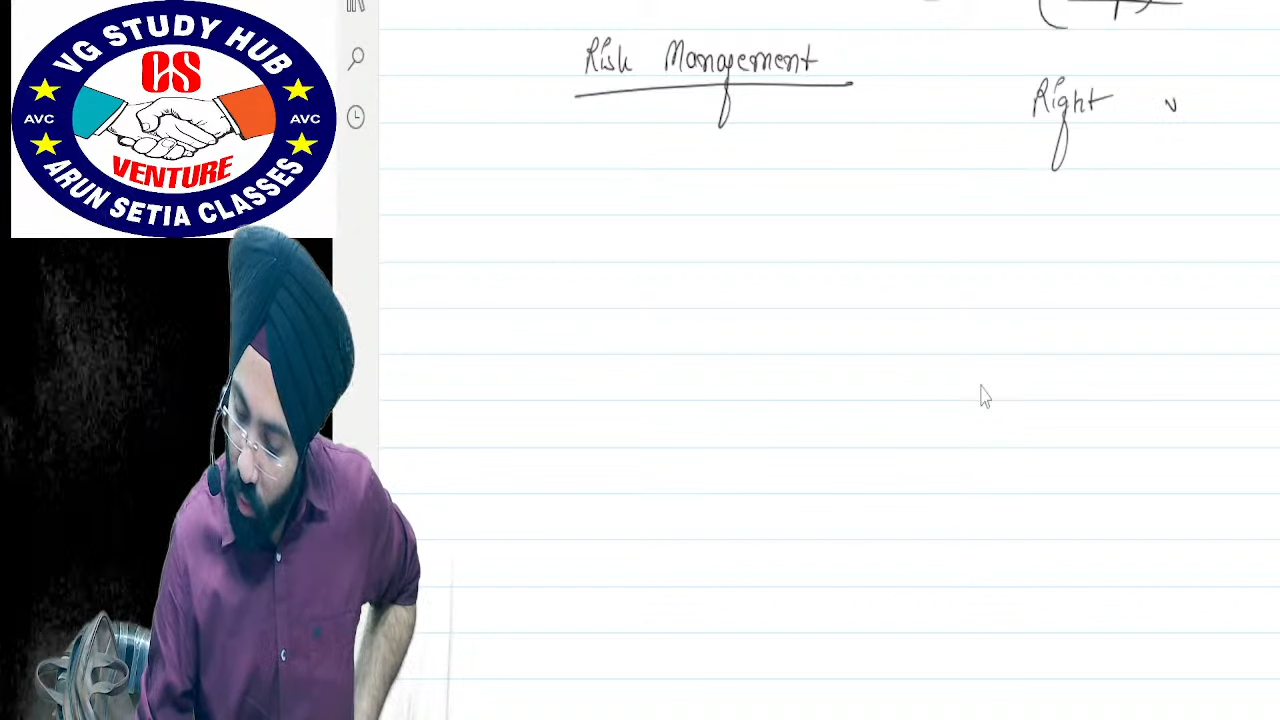 VG STUDY HUB
CS
AVC
AVC
VENTURE
ARUN SETIA CLASSES
Risk Management
Right